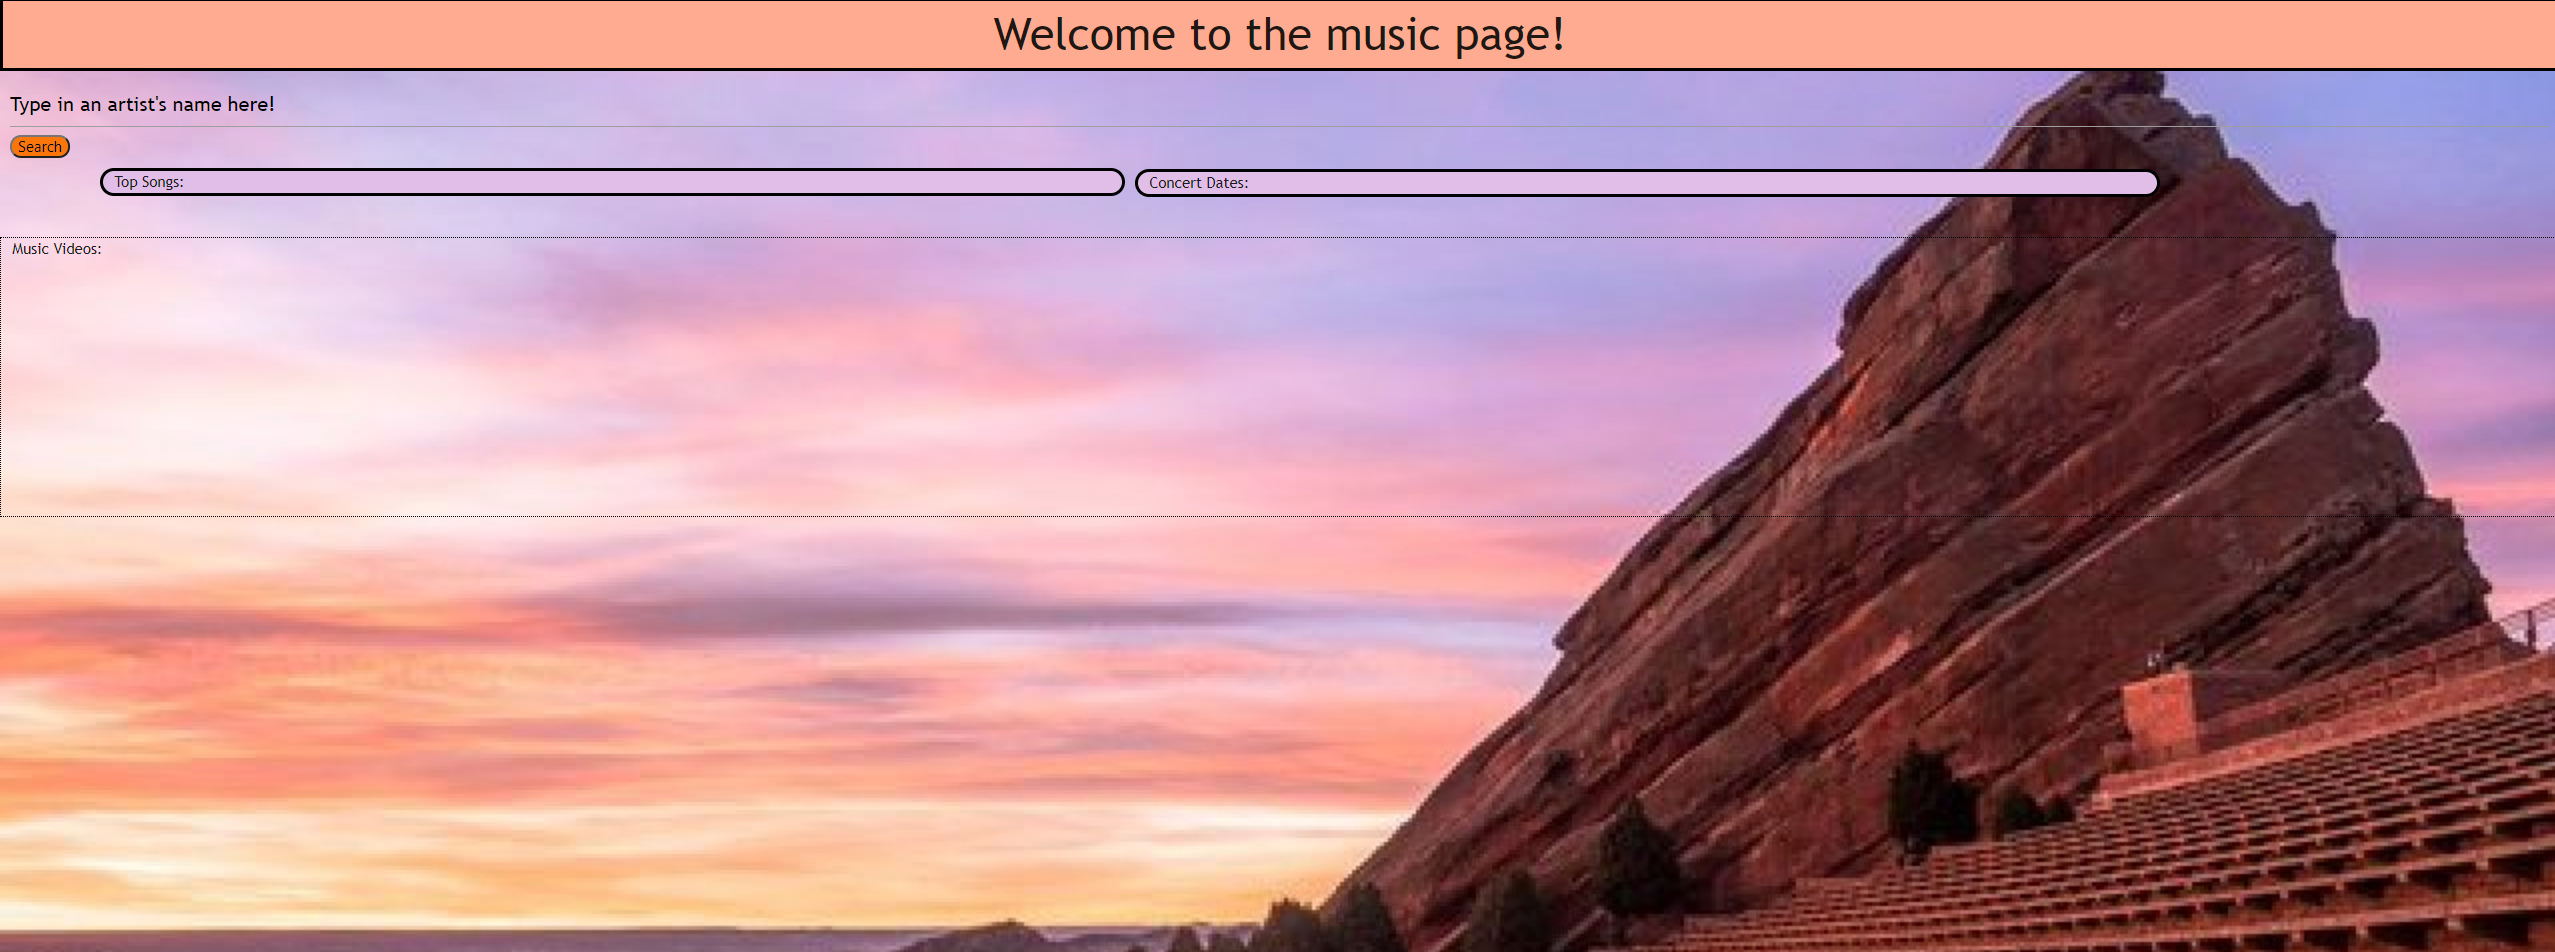 Welcome to the music page!
Type in an artist's name here!
Search
Top Songs:
Concert Dates:
Music Videos: